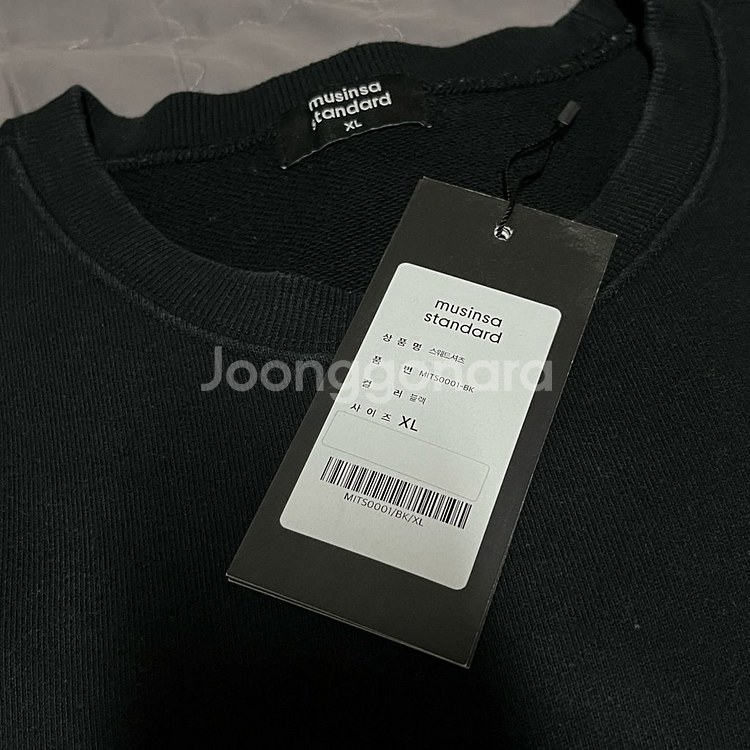 musinsa
standard
XL
musinsa
standard
상 품 명 스웨트셔츠
품 번 MITS0001-BK
컬 러 블랙
사 이 즈 XL
MITS0001/BK/XL
Joonggonara